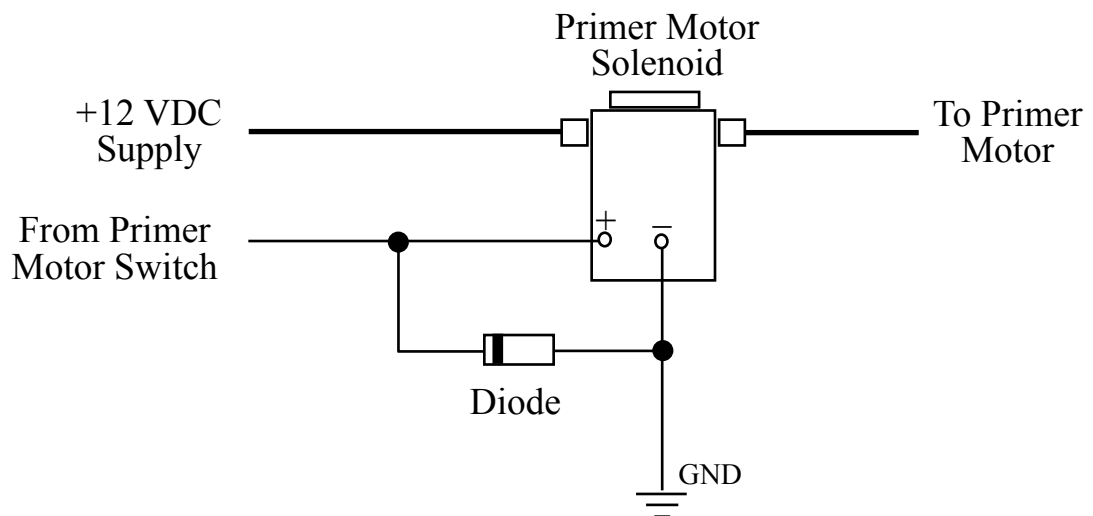 Primer Motor
Solenoid
+12 VDC
Supply
To Primer
Motor
From Primer
Motor Switch
+
−
Diode
GND